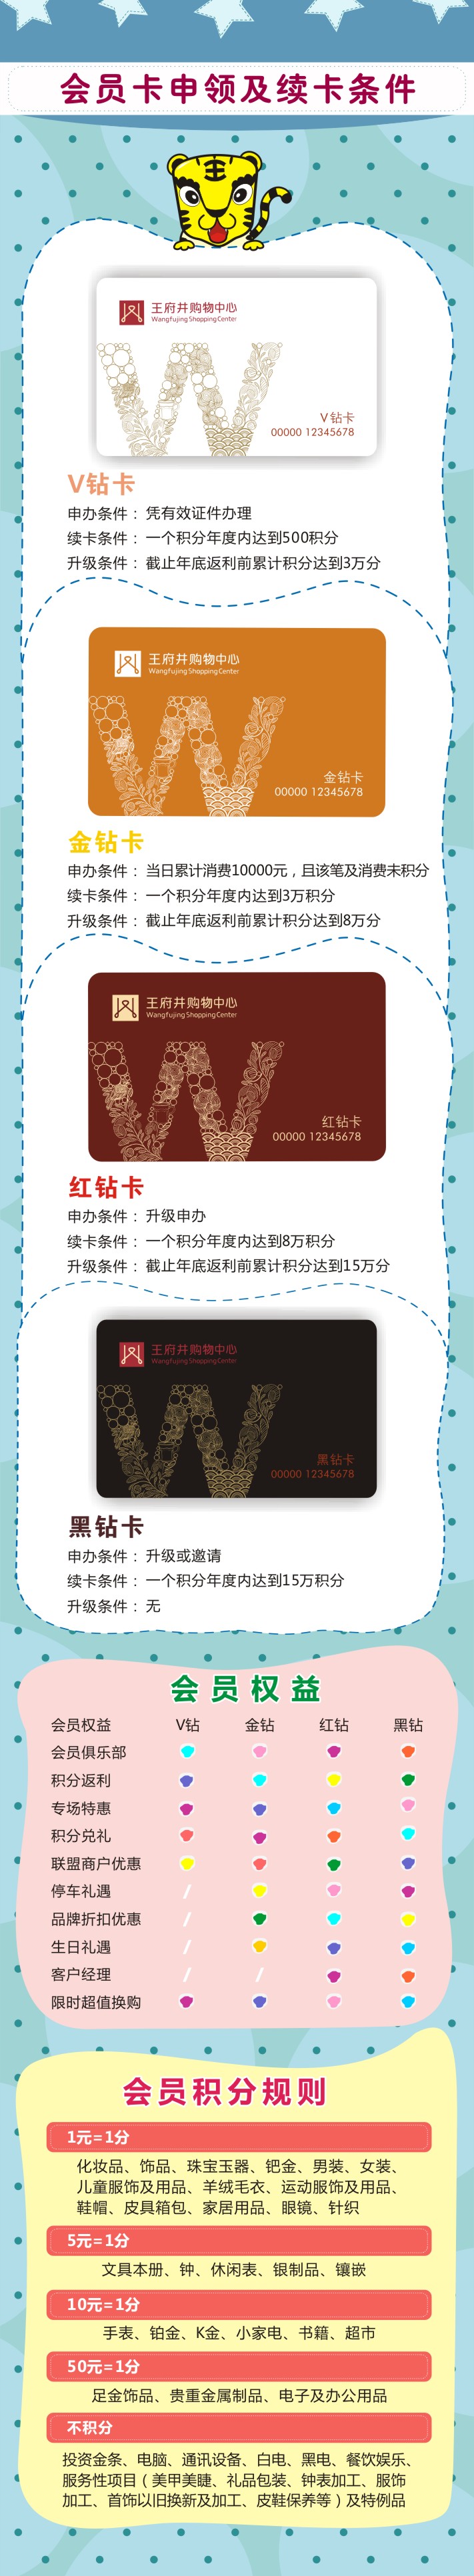 会员卡申领及续卡条件
王府井购物中心
Wangfujing Shopping Center
V钻卡
00000 12345678
V钻卡
申办条件：凭有效证件办理
续卡条件：一个积分年度内达到500积分
升级条件：截止年底返利前累计积分达到3万分
王府井购物中心
Wangfujing Shopping Center
金钻卡
00000 12345678
金钻卡
申办条件：当日累计消费10000元，且该笔及消费未积分
续卡条件：一个积分年度内达到3万积分
升级条件：截止年底返利前累计积分达到8万分
王府井购物中心
Wangfujing Shopping Center
红钻卡
00000 12345678
红钻卡
申办条件：升级申办
续卡条件：一个积分年度内达到8万积分
升级条件：截止年底返利前累计积分达到15万分
王府井购物中心
Wangfujing Shopping Center
黑钻卡
00000 12345678
黑钻卡
申办条件：升级或邀请
续卡条件：一个积分年度内达到15万积分
升级条件：无
会员权益
会员权益 V钻 金钻 红钻 黑钻
会员俱乐部
积分返利
专场特惠
积分兑礼
联盟商户优惠
停车礼遇 /
品牌折扣优惠 /
生日礼遇 /
客户经理 / /
限时超值换购
会员积分规则
1元=1分
化妆品、饰品、珠宝玉器、钯金、男装、女装、
儿童服饰及用品、羊绒毛衣、运动服饰及用品、
鞋帽、皮具箱包、家居用品、眼镜、针织
5元=1分
文具本册、钟、休闲表、银制品、镶嵌
10元=1分
手表、铂金、K金、小家电、书籍、超市
50元=1分
足金饰品、贵重金属制品、电子及办公用品
不积分
投资金条、电脑、通讯设备、白电、黑电、餐饮娱乐、
服务性项目（美甲美睫、礼品包装、钟表加工、服饰
加工、首饰以旧换新及加工、皮鞋保养等）及特例品